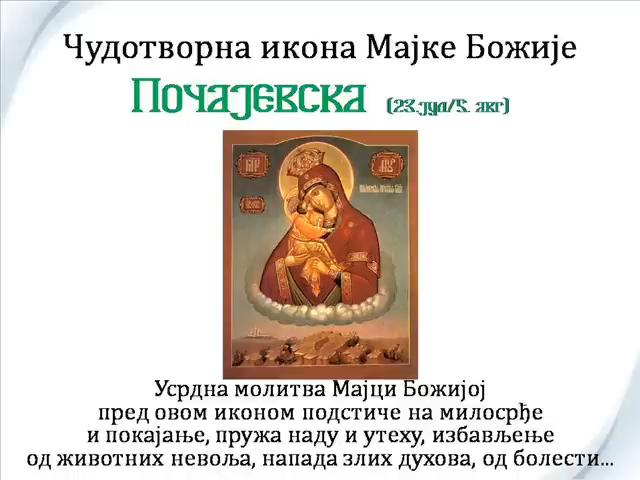 Чудотворна икона Мајке Божије
Почајевска (23.јул/5. авг)
Усрдна молитва Мајци Божијој
пред овом иконом подстиче на милосрђе
и покајање, пружа наду и утеху, избављење
од животних невоља, напада злих духова, од болести...